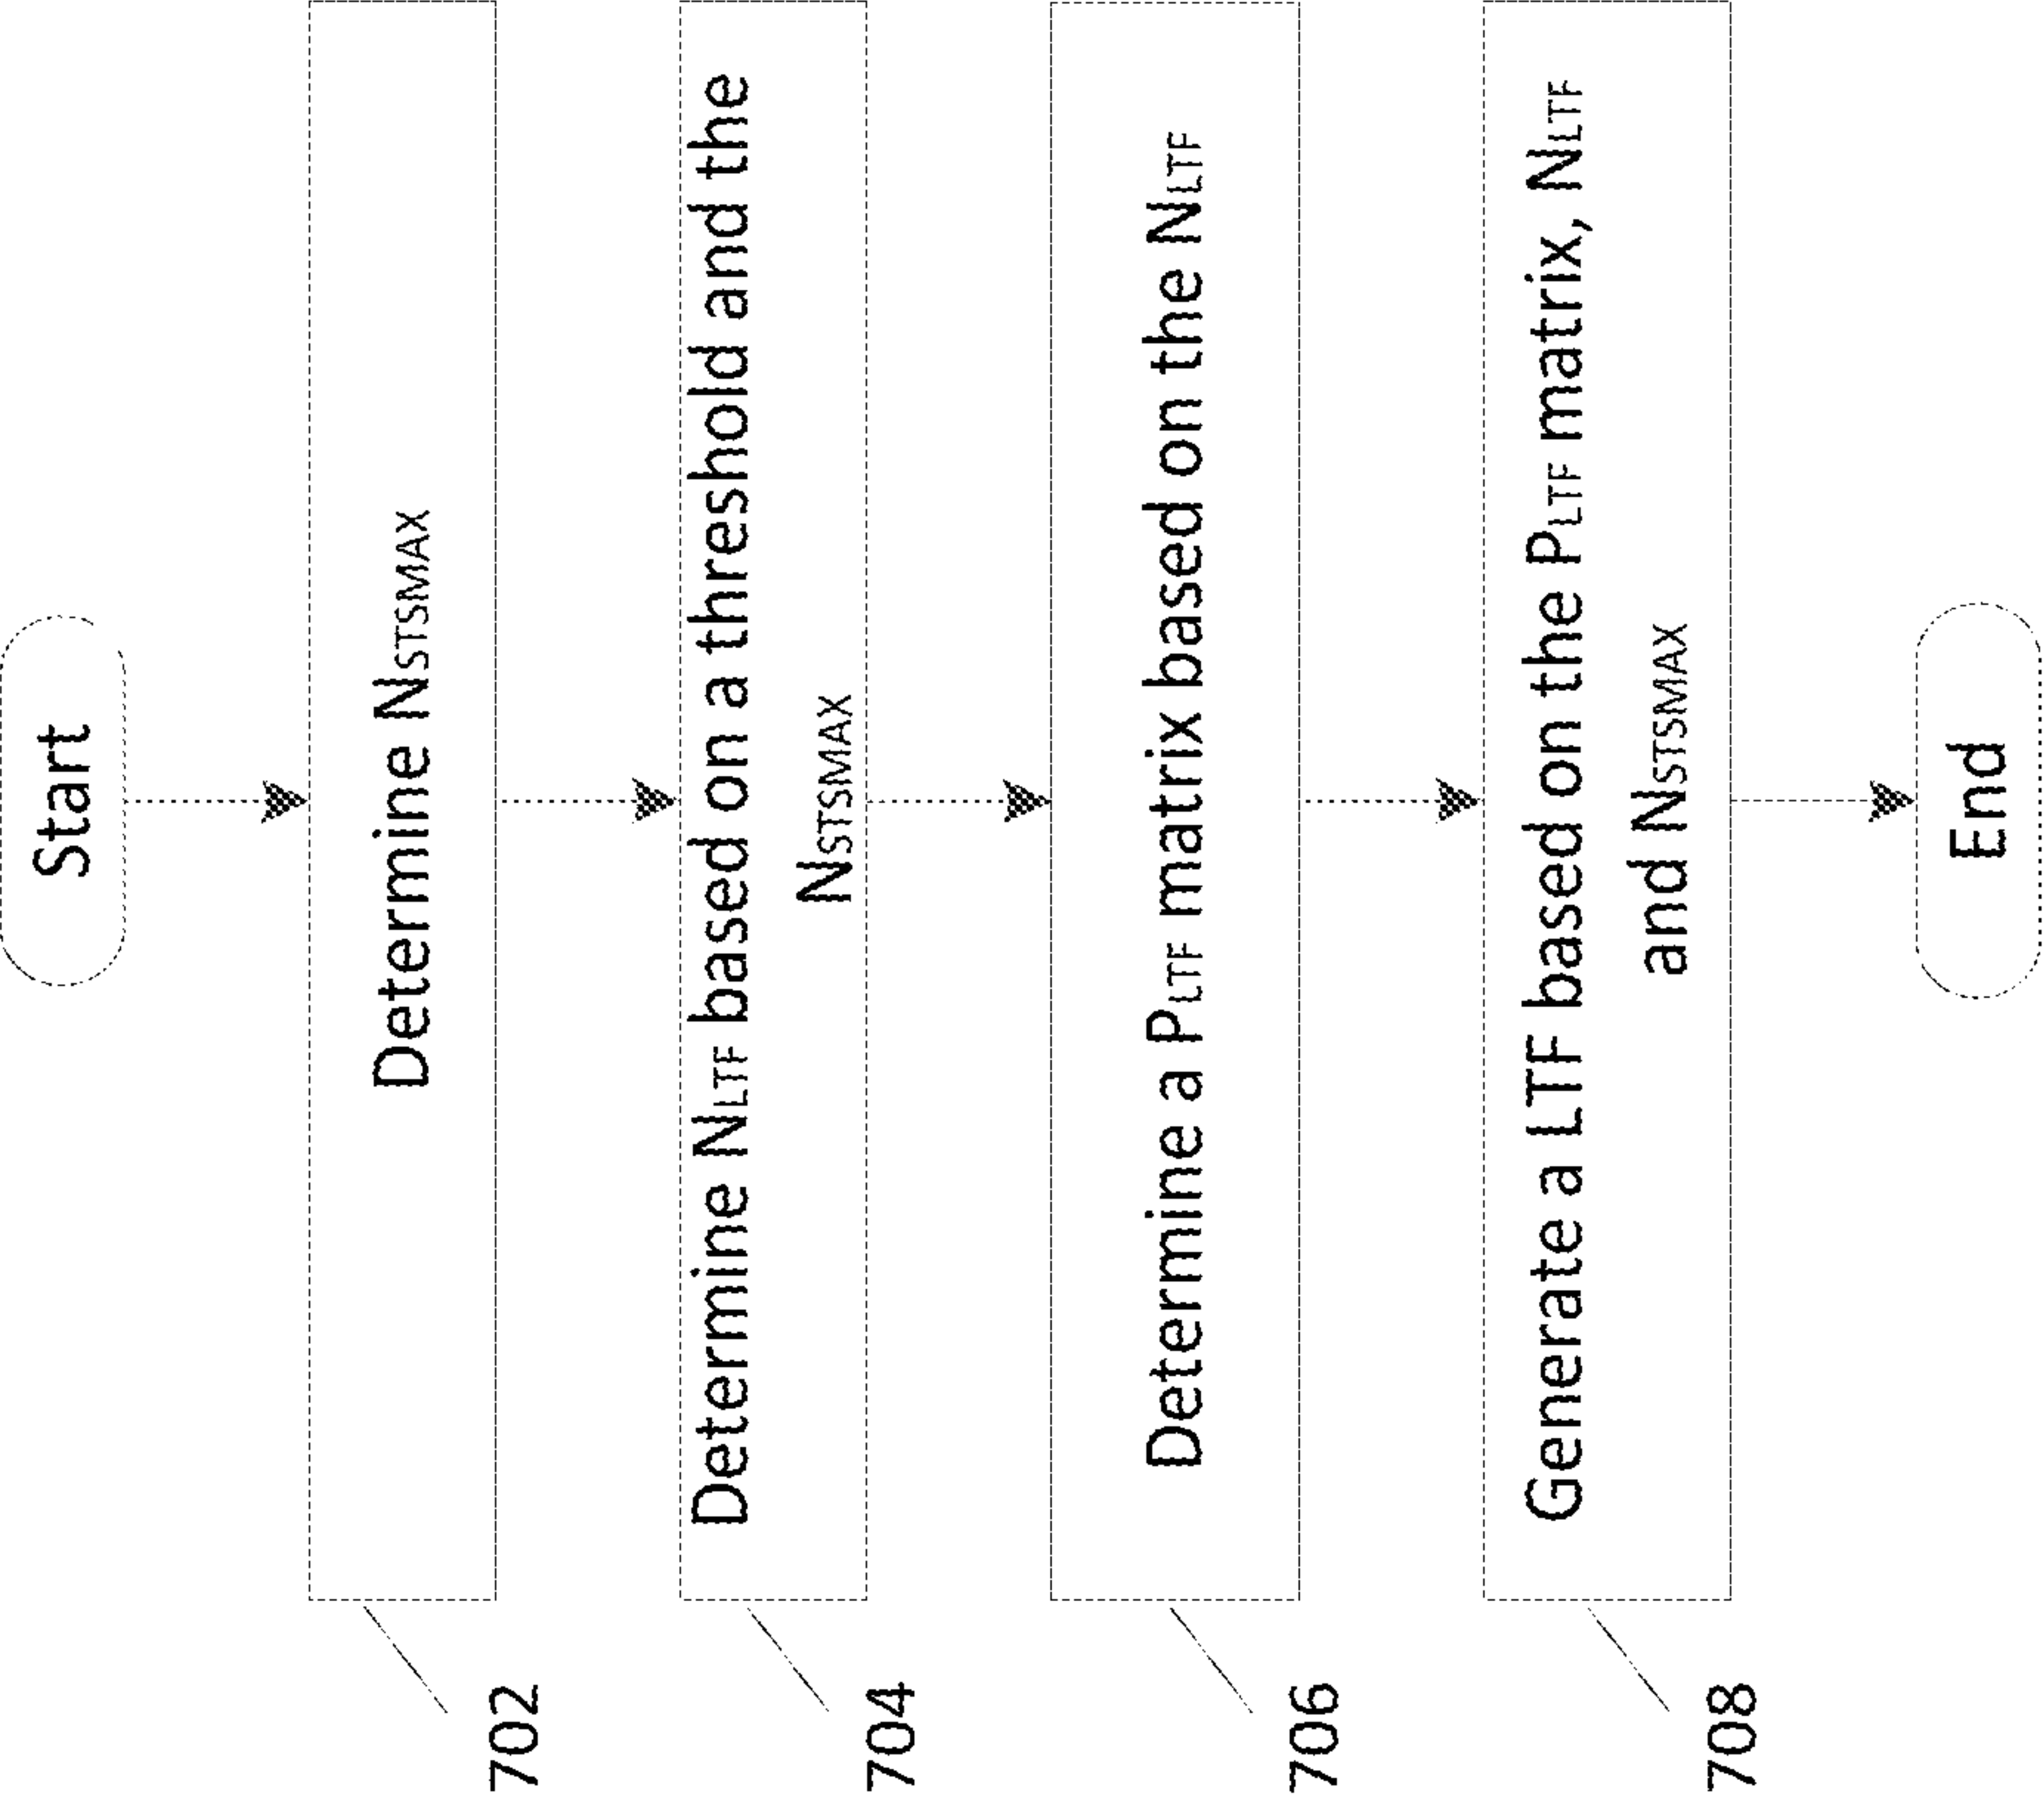 Start
Determine NSTSMAX
702
Determine NLTF based on a threshold and the
NSTSMAX
704
Determine a PLTF matrix based on the NLTF
706
Generate a LTF based on the PLTF matrix, NLTF
and NSTSMAX
708
End